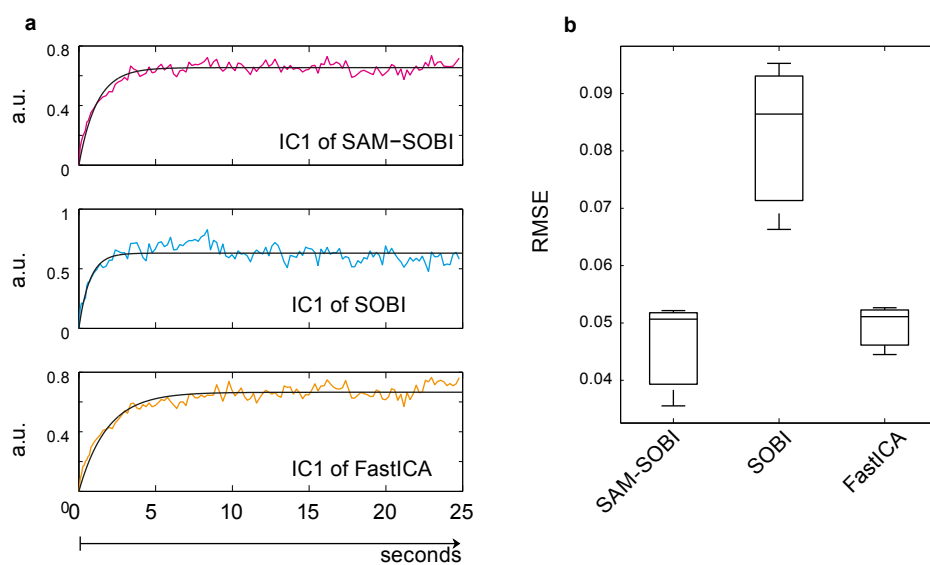 a
0.8
0.4
0
a.u.
IC1 of SAM−SOBI
1
0.5
0
a.u.
IC1 of SOBI
0.8
0.4
0
a.u.
IC1 of FastICA
0 5 10 15 20 25
seconds
b
0.09
0.08
0.07
0.06
0.05
0.04
RMSE
SAM-SOBI
SOBI
FastICA